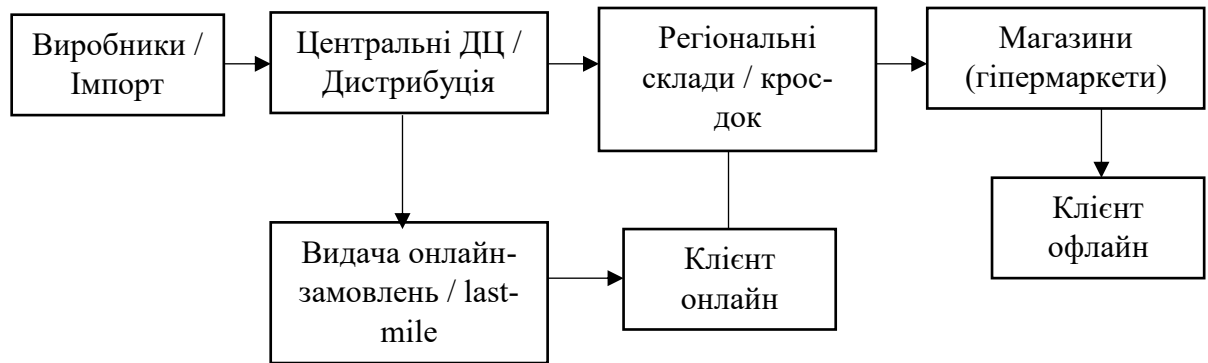 Виробники /
Імпорт
Центральні ДЦ /
Дистрибуція
Регіональні
склади / крос-
док
Магазини
(гіпермаркети)
Видача онлайн-
замовлень / last-
mile
Клієнт
онлайн
Клієнт
офлайн